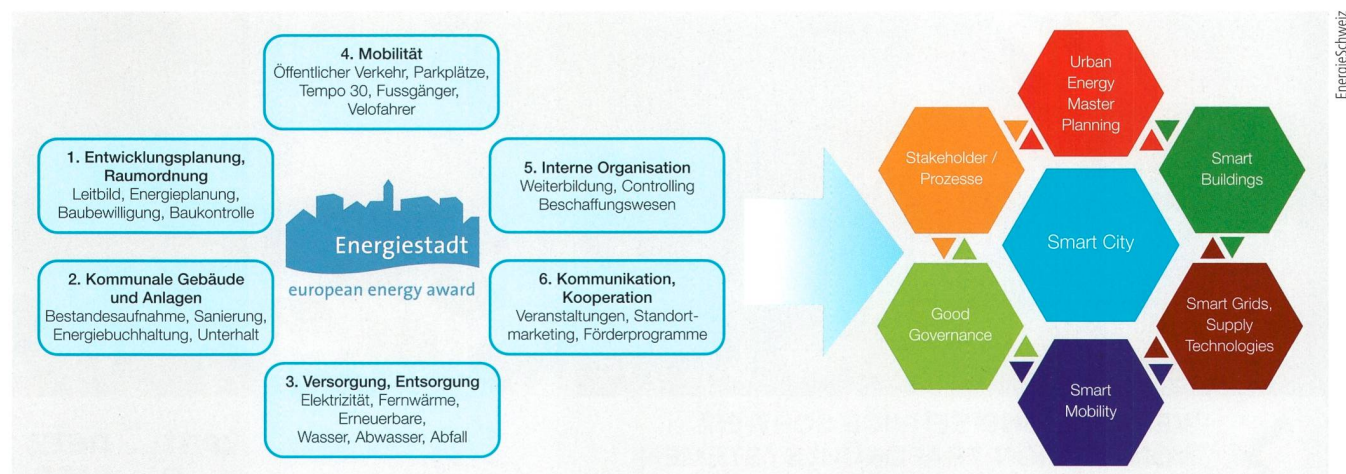 4. Mobilität
Öffentlicher Verkehr, Parkplätze,
Tempo 30, Fussgänger,
Velofahrer
1. Entwicklungsplanung,
Raumordnung
Leitbild, Energieplanung,
Baubewilligung, Baukontrolle
5. Interne Organisation
Weiterbildung, Controlling
Beschaffungswesen
Energiestadt
european energy award
2. Kommunale Gebäude
und Anlagen
Bestandesaufnahme, Sanierung,
Energiebuchhaltung, Unterhalt
6. Kommunikation,
Kooperation
Veranstaltungen, Standort-
marketing, Förderprogramme
3. Versorgung, Entsorgung
Elektrizität, Fernwärme,
Erneuerbare,
Wasser, Abwasser, Abfall
Urban
Energy
Master
Planning
Stakeholder /
Prozesse
Smart
Buildings
Smart City
Good
Governance
Smart Grids,
Supply
Technologies
Smart
Mobility
EnergieSchweiz